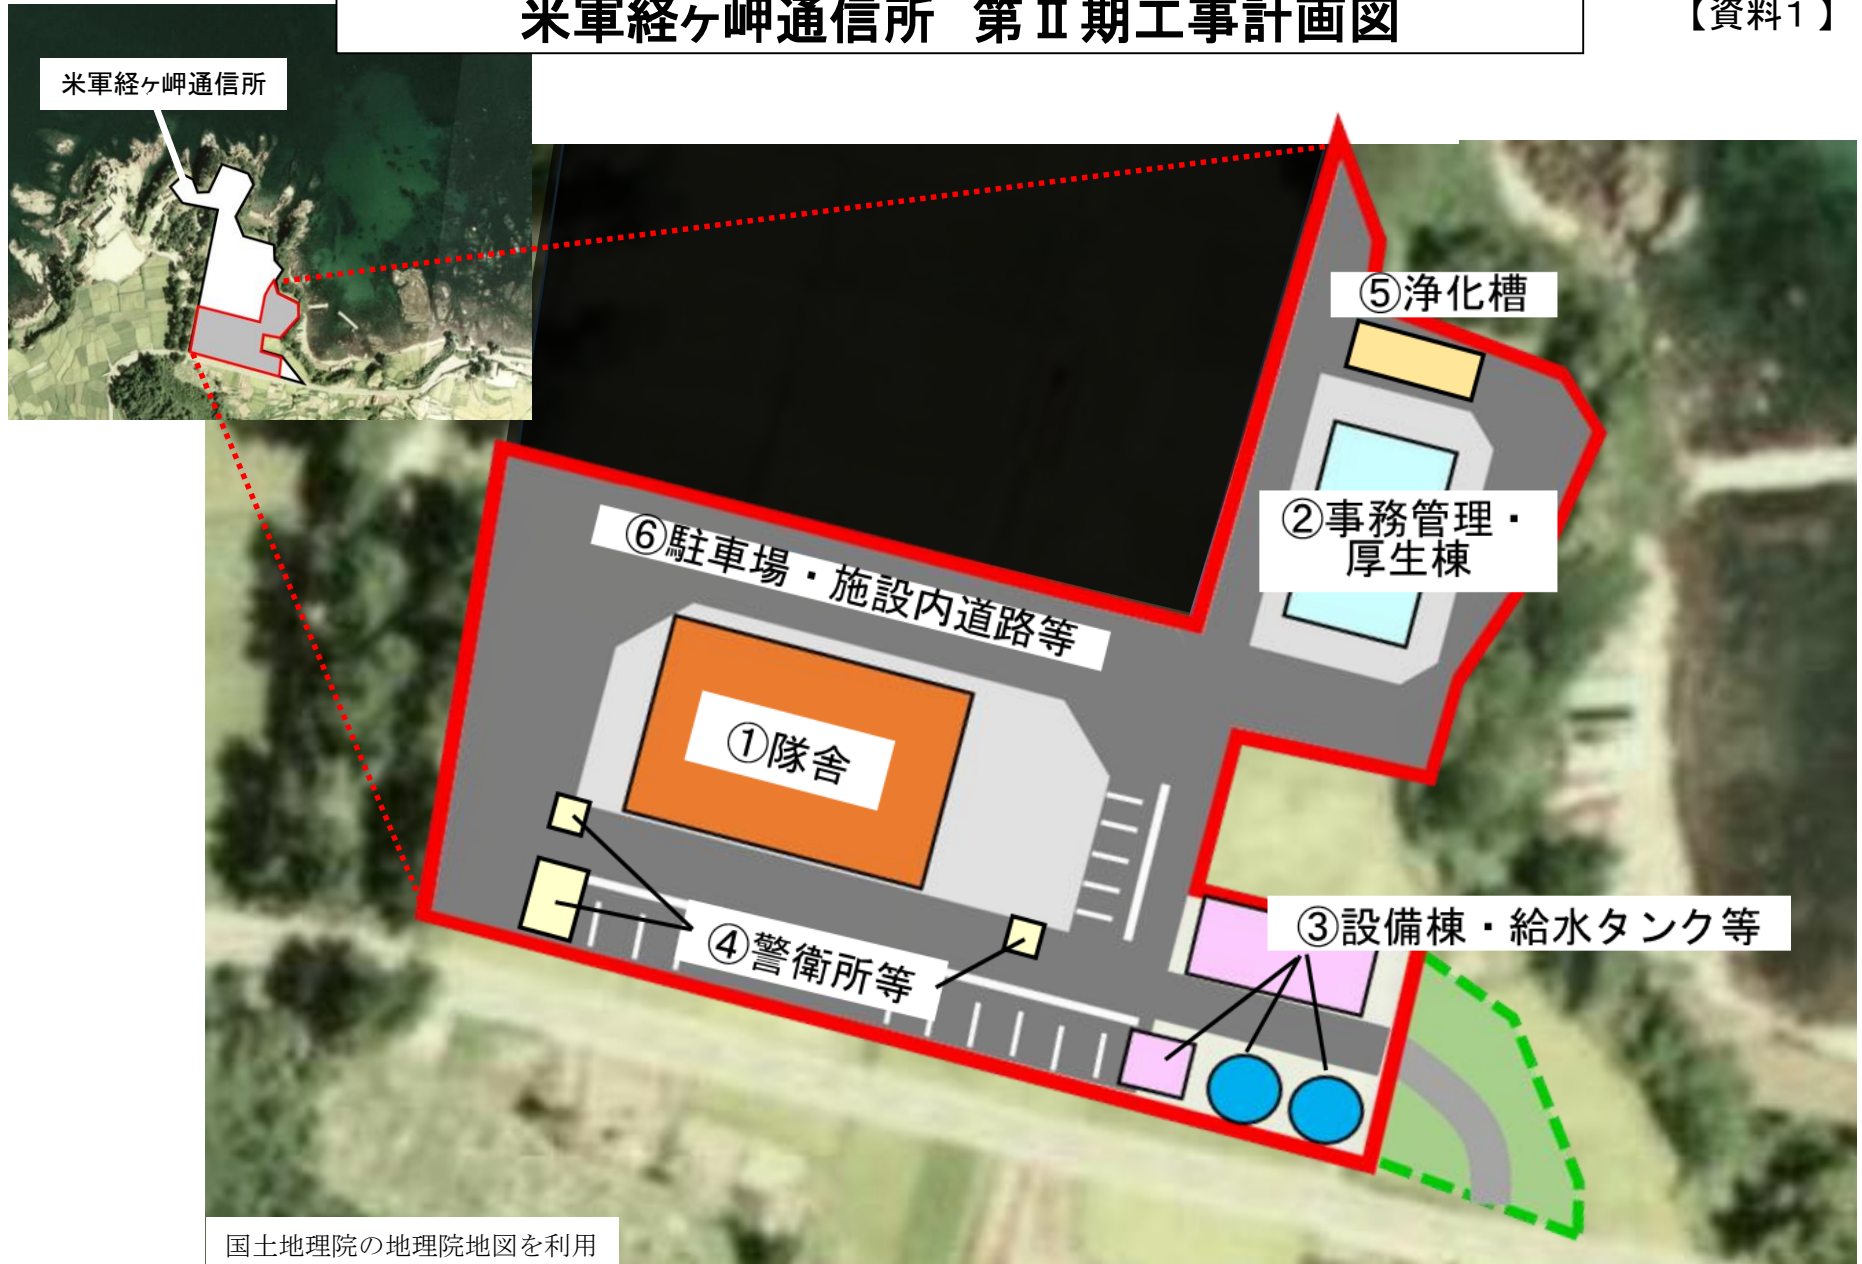 米軍経ヶ岬通信所 第Ⅱ期工事計画図
【資料1】
米軍経ヶ岬通信所
⑤浄化槽
②事務管理・
厚生棟
⑥駐車場・施設内道路等
①隊舎
③設備棟・給水タンク等
④警衛所等
国土地理院の地理院地図を利用